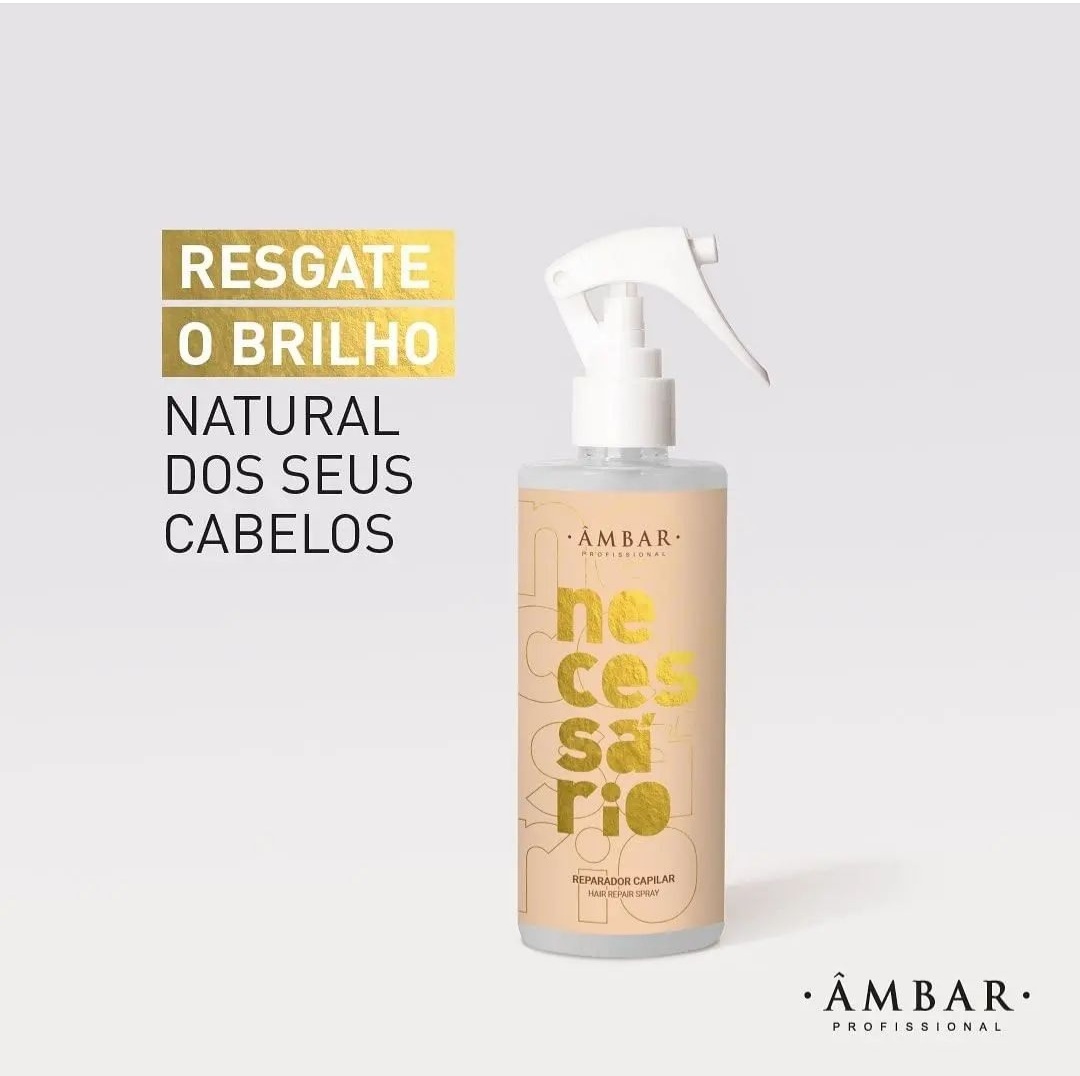 RESGATE
O BRILHO
NATURAL
DOS SEUS
CABELOS
·ÂMBAR·
PROFISSIONAL
ne
ces
sá
rio
REPARADOR CAPILAR
HAIR REPAIR SPRAY
·ÂMBAR·
PROFISSIONAL